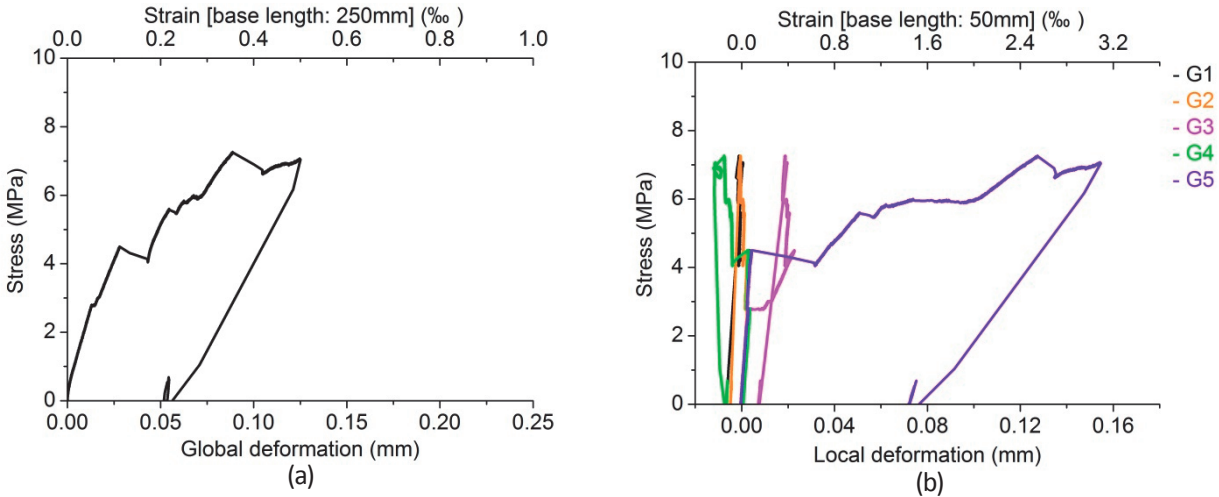 Strain [base length: 250mm] (‰ )
0.0 0.2 0.4 0.6 0.8 1.0
10
8
6
4
2
0
Stress (MPa)
0.00 0.05 0.10 0.15 0.20 0.25
Global deformation (mm)
(a)
Strain [base length: 50mm] (‰ )
0.0 0.8 1.6 2.4 3.2
10
8
6
4
2
0
Stress (MPa)
0.00 0.04 0.08 0.12 0.16
Local deformation (mm)
(b)
- G1
- G2
- G3
- G4
- G5